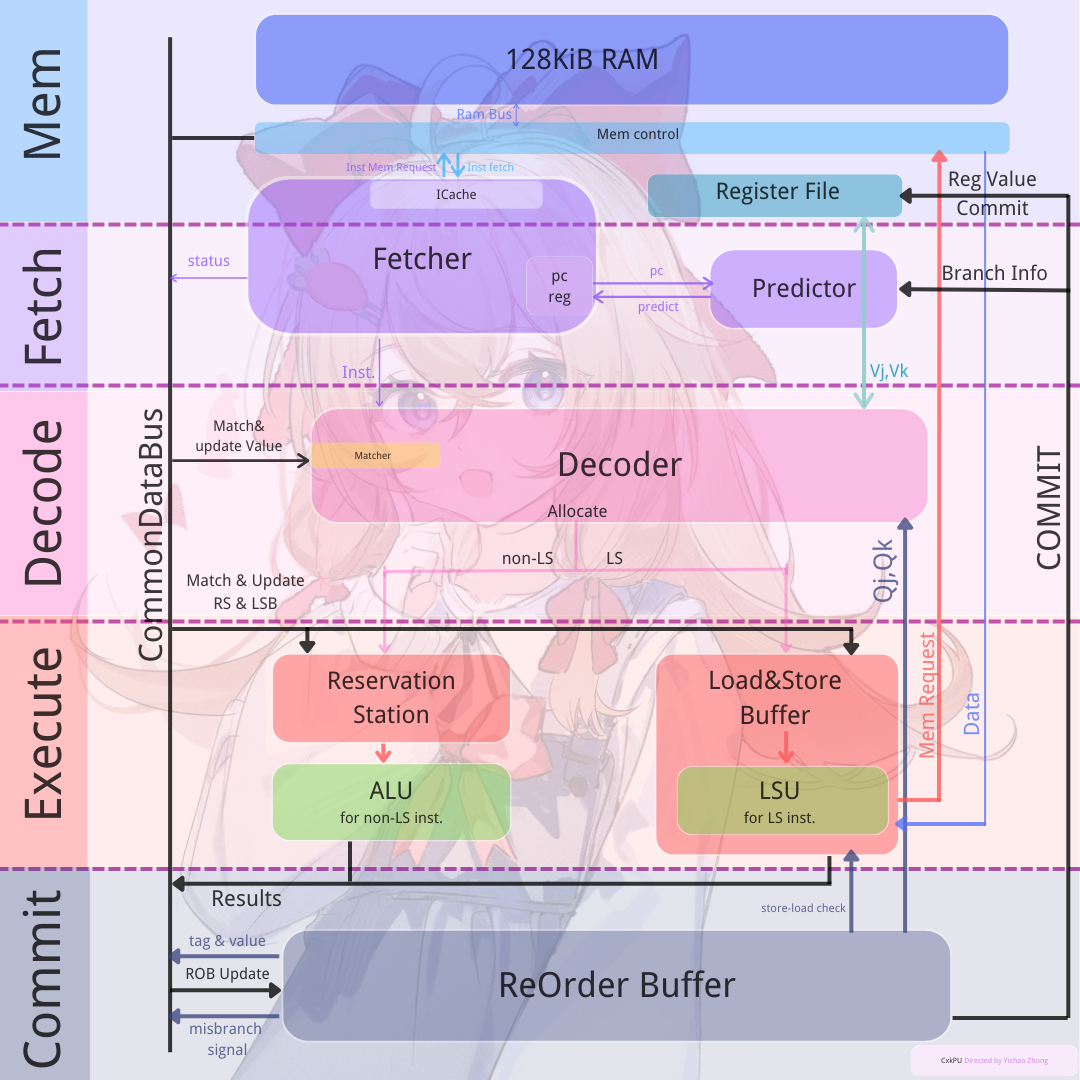 Mem
128KiB RAM
Ram Bus
Mem control
Inst Mem Request
Inst fetch
ICache
Register File
Reg Value
Commit
Fetch
Fetcher
status
pc
reg
pc
predict
Predictor
Branch Info
Inst.
Vj,Vk
Decode
CommonDataBus
Match&
update Value
Matcher
Decoder
Allocate
non-LS
LS
Qj,Qk
COMMIT
Match & Update
RS & LSB
Execute
Reservation
Station
Load&Store
Buffer
ALU
for non-LS inst.
LSU
for LS inst.
Mem Request
Data
Commit
Results
store-load check
tag & value
ROB Update
misbranch
signal
ReOrder Buffer
CxkPU Directed by Yichao Zhong